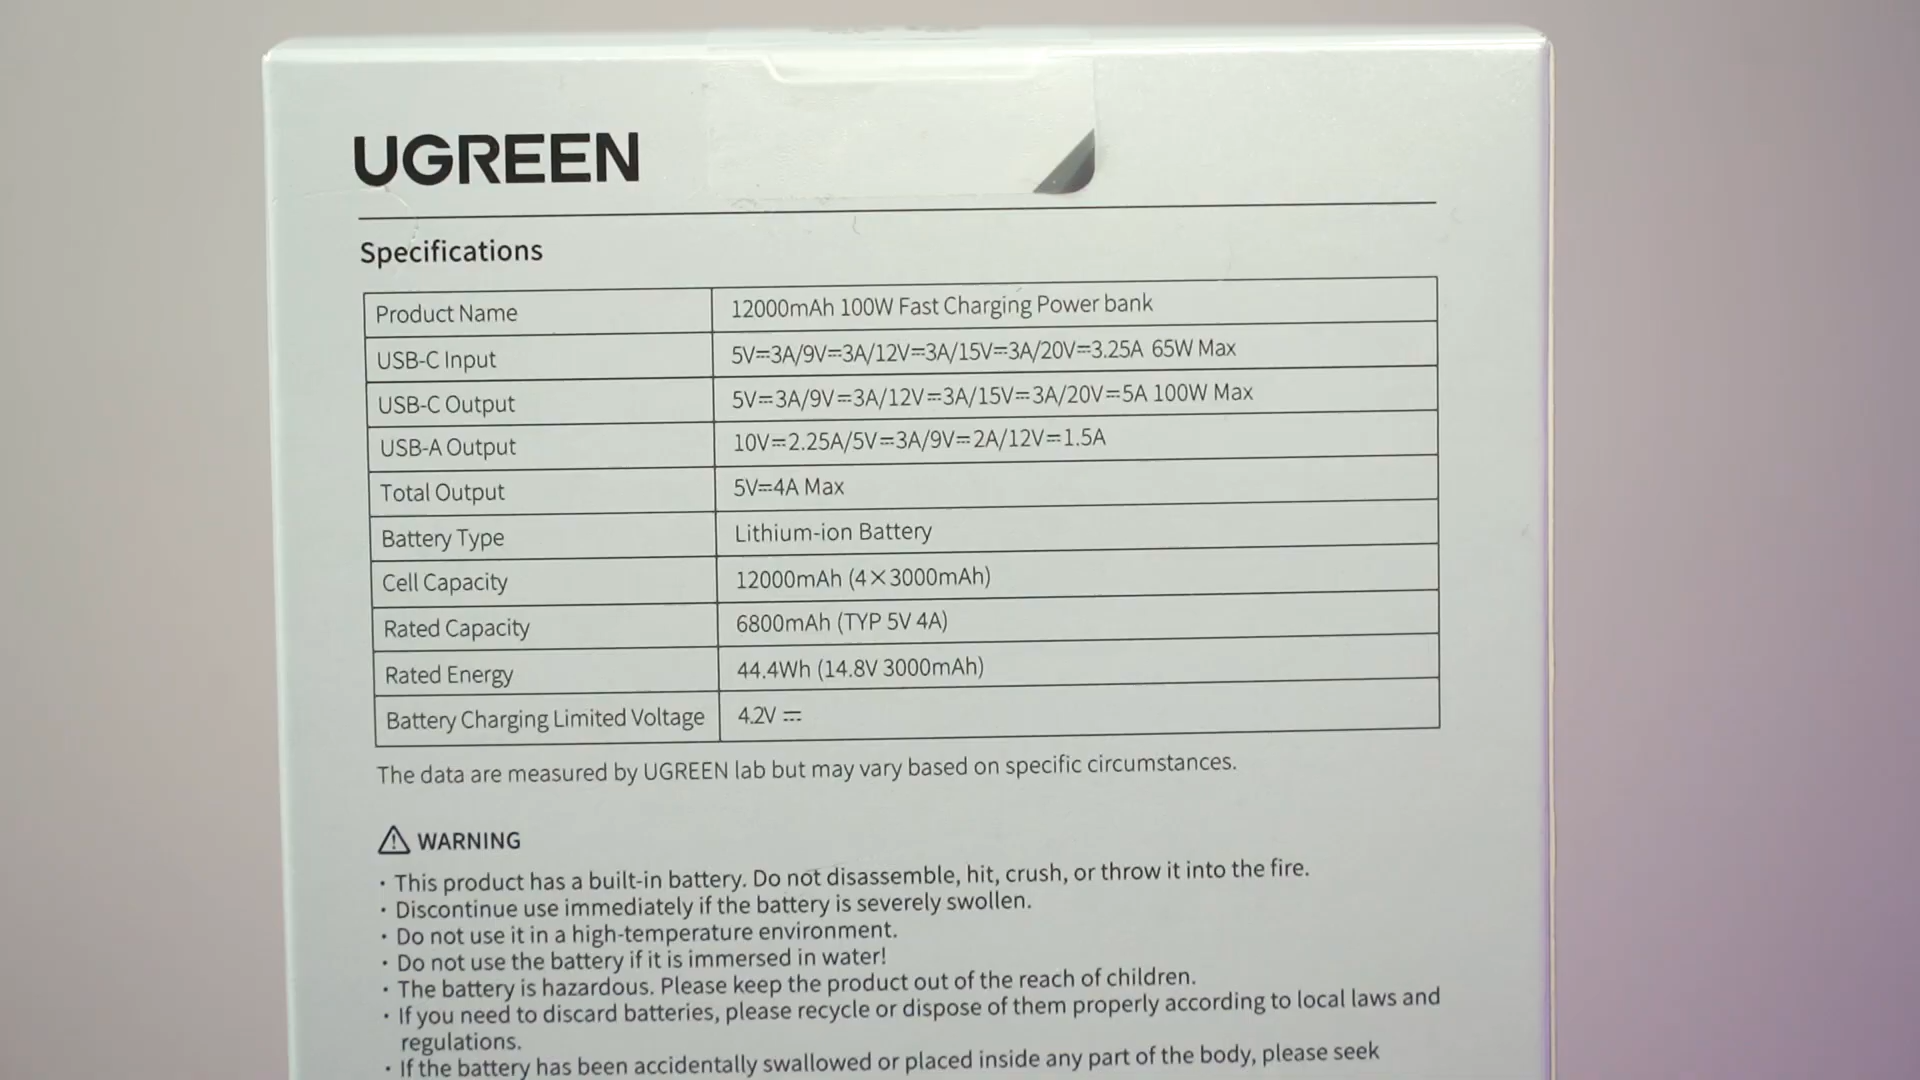 UGREEN
Specifications
Product Name 12000mAh 100W Fast Charging Power bank
USB-C Input 5V⎓3A/9V⎓3A/12V⎓3A/15V⎓3A/20V⎓3.25A 65W Max
USB-C Output 5V⎓3A/9V⎓3A/12V⎓3A/15V⎓3A/20V⎓5A 100W Max
USB-A Output 10V⎓2.25A/5V⎓3A/9V⎓2A/12V⎓1.5A
Total Output 5V⎓4A Max
Battery Type Lithium-ion Battery
Cell Capacity 12000mAh (4×3000mAh)
Rated Capacity 6800mAh (TYP 5V 4A)
Rated Energy 44.4Wh (14.8V 3000mAh)
Battery Charging Limited Voltage 4.2V ⎓
The data are measured by UGREEN lab but may vary based on specific circumstances.
⚠ WARNING
· This product has a built-in battery. Do not disassemble, hit, crush, or throw it into the fire.
· Discontinue use immediately if the battery is severely swollen.
· Do not use it in a high-temperature environment.
· Do not use the battery if it is immersed in water!
· The battery is hazardous. Please keep the product out of the reach of children.
· If you need to discard batteries, please recycle or dispose of them properly according to local laws and
regulations.
· If the battery has been accidentally swallowed or placed inside any part of the body, please seek